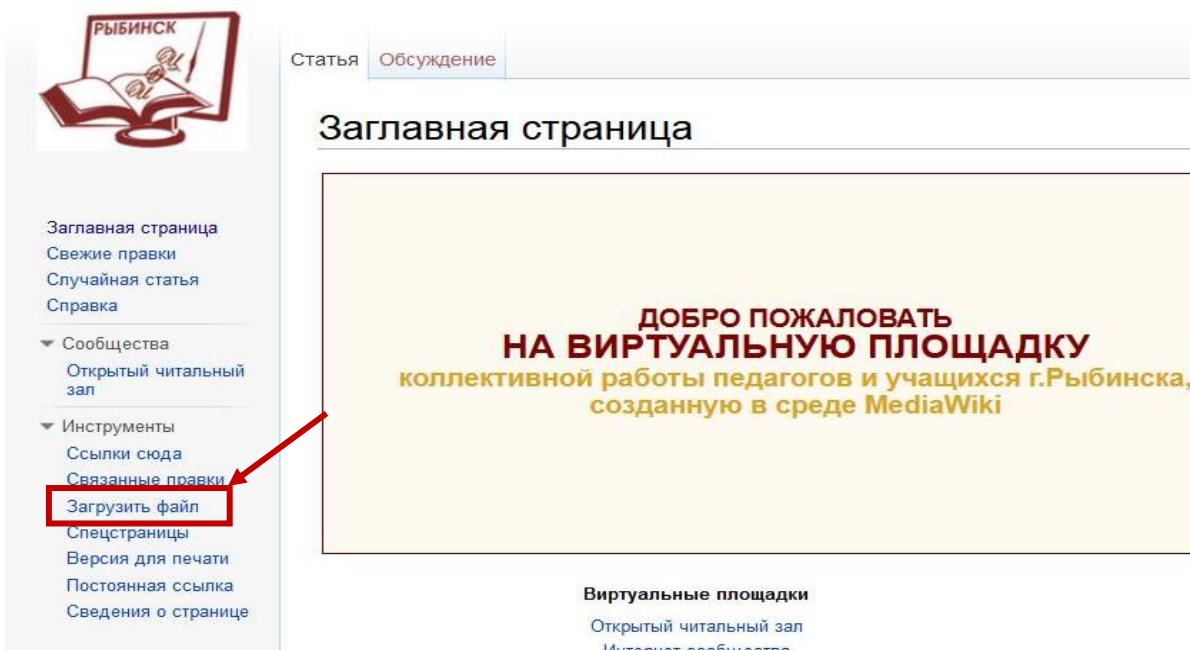 РЫБИНСК
Статья Обсуждение
Заглавная страница
Заглавная страница
Свежие правки
Случайная статья
Справка
Сообщества
Открытый читальный
зал
Инструменты
Ссылки сюда
Связанные правки
Загрузить файл
Спецстраницы
Версия для печати
Постоянная ссылка
Сведения о странице
ДОБРО ПОЖАЛОВАТЬ
НА ВИРТУАЛЬНУЮ ПЛОЩАДКУ
коллективной работы педагогов и учащихся г.Рыбинска,
созданную в среде MediaWiki
Виртуальные площадки
Открытый читальный зал